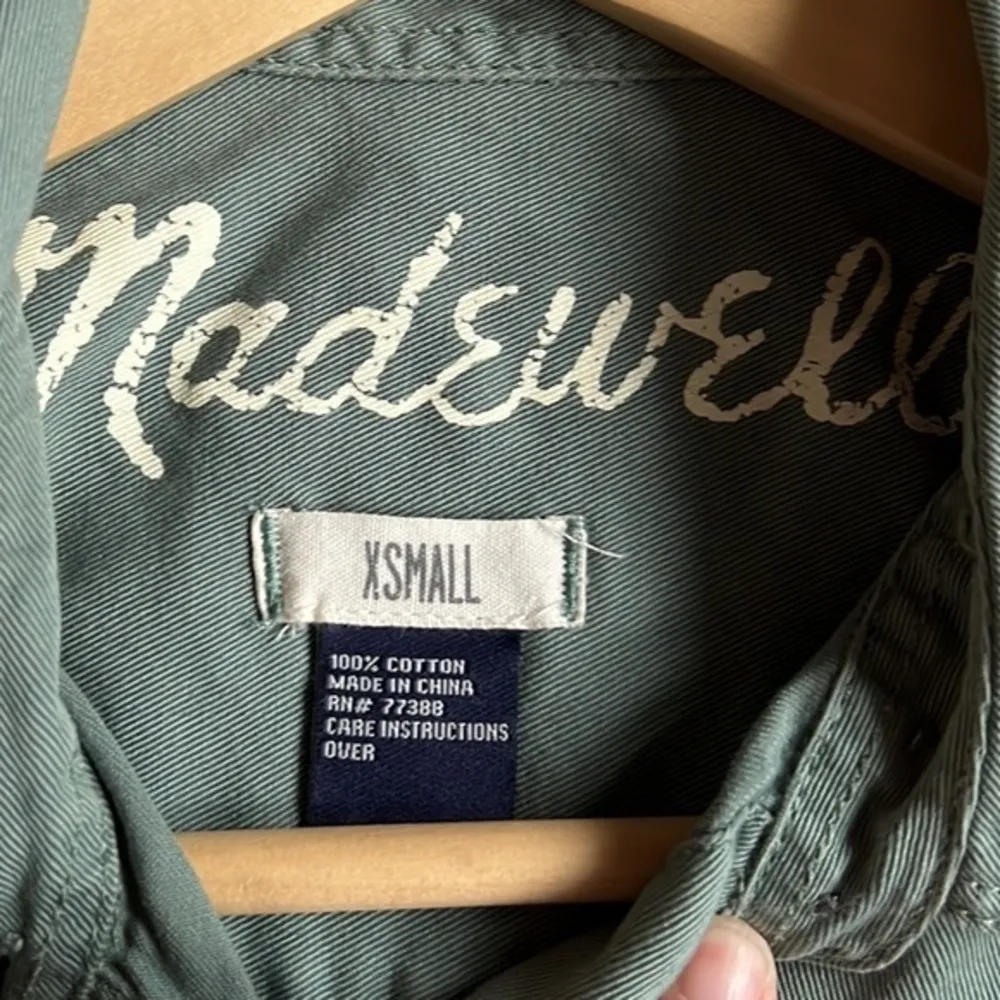 Madewell
XSMALL
100% COTTON
MADE IN CHINA
RN# 77388
CARE INSTRUCTIONS
OVER